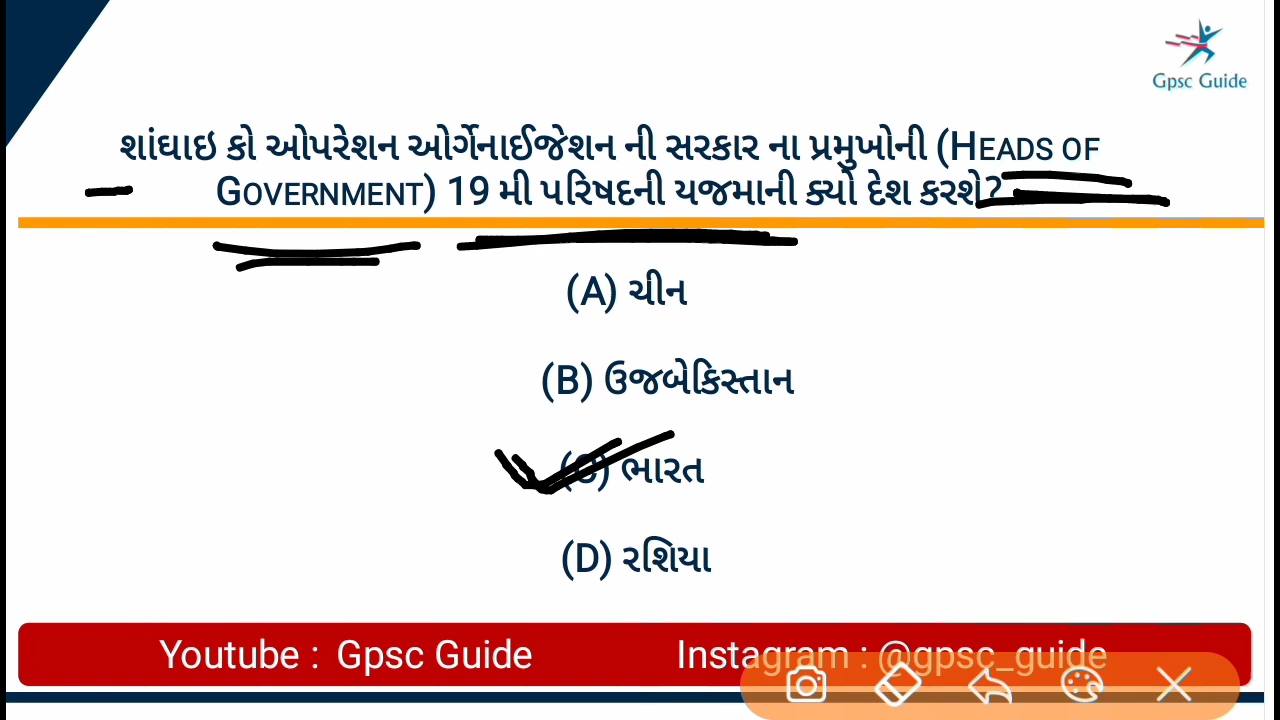 Gpsc Guide
શાંઘાઇ કો ઓપરેશન ઓર્ગેનાઈજેશન ની સરકાર ના પ્રમુખોની (HEADS OF
GOVERNMENT) 19 મી પરિષદની યજમાની ક્યો દેશ કરશે?
(A) ચીન
(B) ઉજબેકિસ્તાન
(C) ભારત
(D) રશિયા
Youtube : Gpsc Guide Instagram : @gpsc_guide